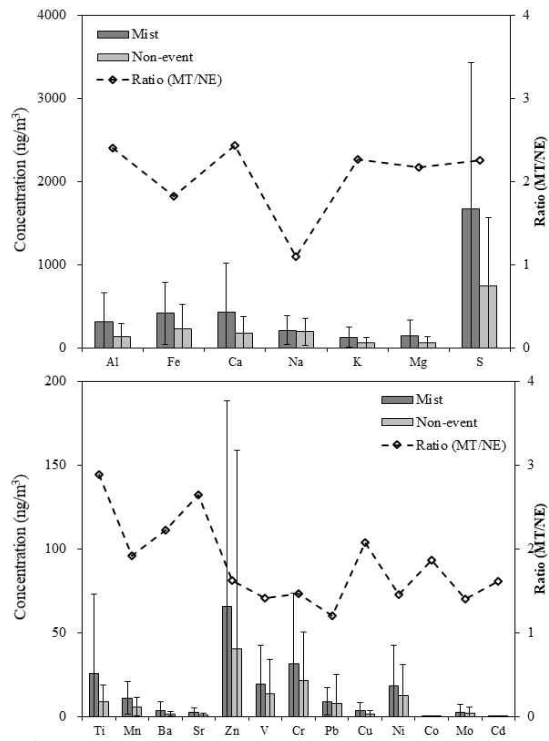 4000
3000
2000
1000
0
Concentration (ng/m³)
Mist
Non-event
Ratio (MT/NE)
4
3
2
1
0
Ratio (MT/NE)
Al Fe Ca Na K Mg S
200
150
100
50
0
Concentration (ng/m³)
Mist
Non-event
Ratio (MT/NE)
4
3
2
1
0
Ratio (MT/NE)
Ti Mn Ba Sr Zn V Cr Pb Cu Ni Co Mo Cd